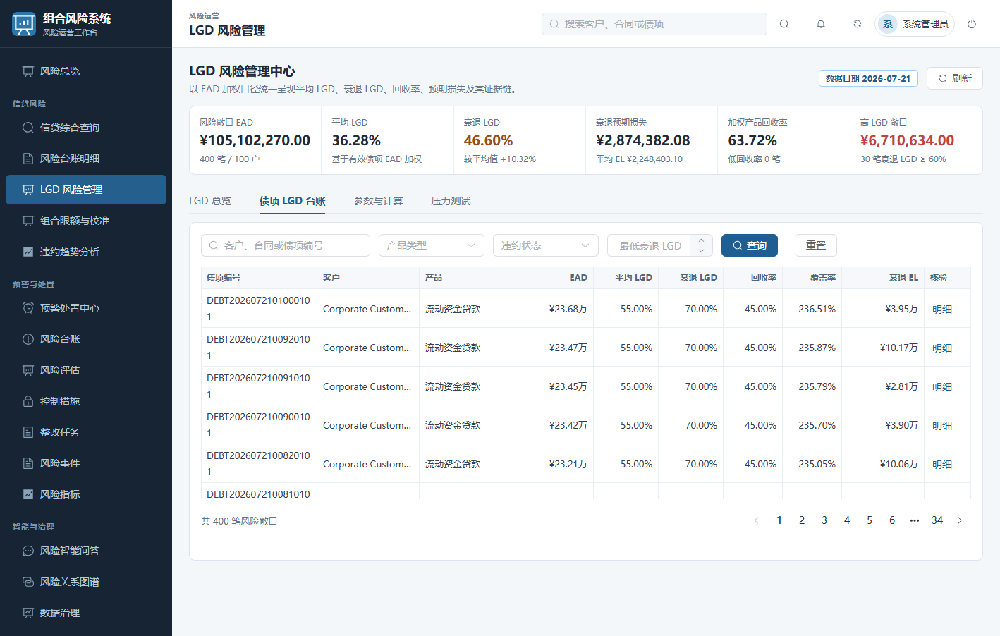 组合风险系统
风险运营工作台
风险总览
信贷风险
信贷综合查询
风险台账明细
LGD 风险管理
组合限额与校准
违约趋势分析
预警与处置
预警处置中心
风险台账
风险评估
控制措施
整改任务
风险事件
风险指标
智能与治理
风险智能问答
风险关系图谱
数据治理
风险运营
LGD 风险管理
搜索客户、合同或债项
系 系统管理员
LGD 风险管理中心
以 EAD 加权口径统一呈现平均 LGD、衰退 LGD、回收率、预期损失及其证据链。
数据日期 2026-07-21
刷新
风险敞口 EAD
¥105,102,270.00
400 笔 / 100 户
平均 LGD
36.28%
基于有效债项 EAD 加权
衰退 LGD
46.60%
较平均值 +10.32%
衰退预期损失
¥2,874,382.08
平均 EL ¥2,248,403.10
加权产品回收率
63.72%
低回收率 0 笔
高 LGD 敞口
¥6,710,634.00
30 笔衰退 LGD ≥ 60%
LGD 总览 债项 LGD 台账 参数与计算 压力测试
客户、合同或债项编号 产品类型 违约状态 最低衰退 LGD 查询 重置
债项编号 客户 产品 EAD 平均 LGD 衰退 LGD 回收率 覆盖率 衰退 EL 核验
DEBT2026072101000101 Corporate Custom... 流动资金贷款 ¥23.68万 55.00% 70.00% 45.00% 236.51% ¥3.95万 明细
DEBT2026072100920101 Corporate Custom... 流动资金贷款 ¥23.47万 55.00% 70.00% 45.00% 235.87% ¥10.17万 明细
DEBT2026072100910101 Corporate Custom... 流动资金贷款 ¥23.45万 55.00% 70.00% 45.00% 235.79% ¥2.81万 明细
DEBT2026072100900101 Corporate Custom... 流动资金贷款 ¥23.42万 55.00% 70.00% 45.00% 235.70% ¥3.90万 明细
DEBT2026072100820101 Corporate Custom... 流动资金贷款 ¥23.21万 55.00% 70.00% 45.00% 235.05% ¥10.06万 明细
DEBT202607210081010
共 400 笔风险敞口
1 2 3 4 5 6 ••• 34